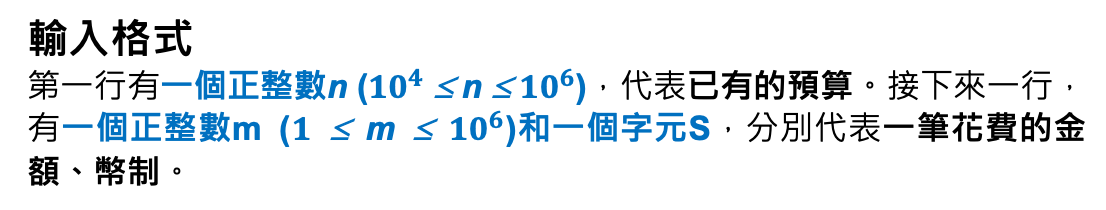 輸入格式
第一行有一個正整數n (10⁴ ≤n ≤10⁶)，代表已有的預算。接下來一行，
有一個正整數m (1 ≤ m ≤ 10⁶)和一個字元S，分別代表一筆花費的金
額、幣制。